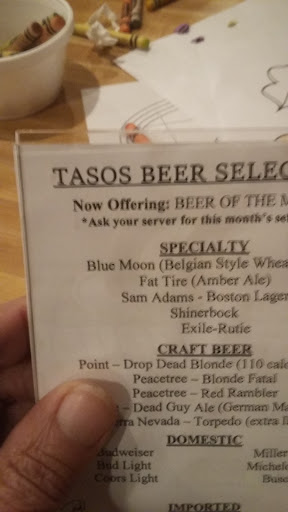 TASOS BEER SELEC
Now Offering: BEER OF THE M
*Ask your server for this month's se
SPECIALTY
Blue Moon (Belgian Style Whea
Fat Tire (Amber Ale)
Sam Adams - Boston Lager
Shinerbock
Exile-Rutie
CRAFT BEER
Point – Drop Dead Blonde (110 calo
Peacetree – Blonde Fatal
Peacetree – Red Rambler
– Dead Guy Ale (German Ma
erra Nevada – Torpedo (extra I
DOMESTIC
Budweiser Miller
Bud Light Michelo
Coors Light Busc
IMPORTED